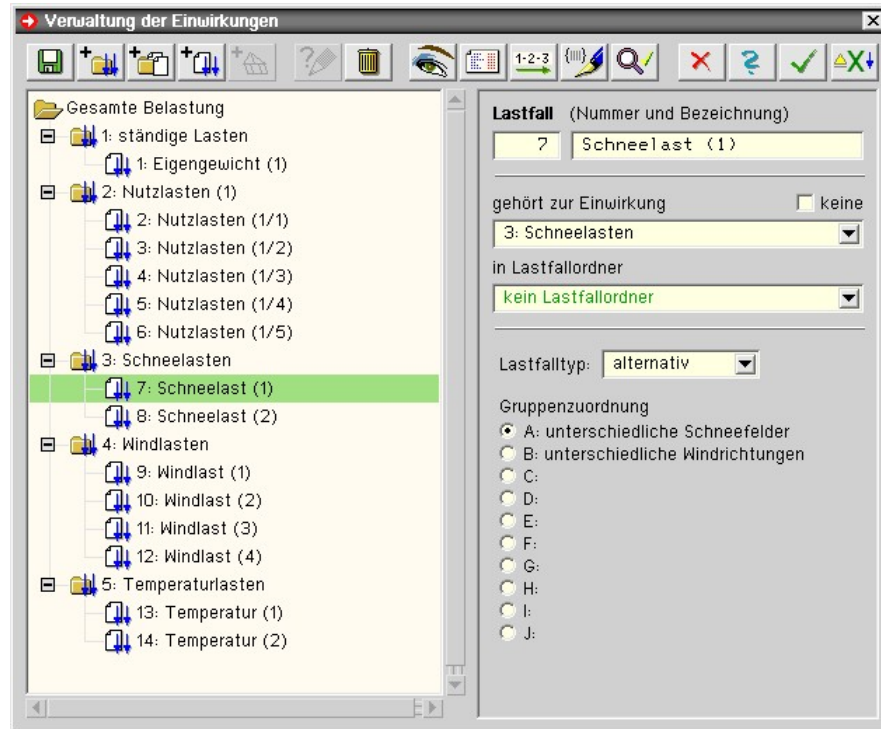 Verwaltung der Einwirkungen
1-2-3
Gesamte Belastung
1: ständige Lasten
1: Eigengewicht (1)
2: Nutzlasten (1)
2: Nutzlasten (1/1)
3: Nutzlasten (1/2)
4: Nutzlasten (1/3)
5: Nutzlasten (1/4)
6: Nutzlasten (1/5)
3: Schneelasten
7: Schneelast (1)
8: Schneelast (2)
4: Windlasten
9: Windlast (1)
10: Windlast (2)
11: Windlast (3)
12: Windlast (4)
5: Temperaturlasten
13: Temperatur (1)
14: Temperatur (2)
Lastfall (Nummer und Bezeichnung)
7 Schneelast (1)
gehört zur Einwirkung keine
3: Schneelasten
in Lastfallordner
kein Lastfallordner
Lastfalltyp: alternativ
Gruppenzuordnung
A: unterschiedliche Schneefelder
B: unterschiedliche Windrichtungen
C:
D:
E:
F:
G:
H:
I:
J: